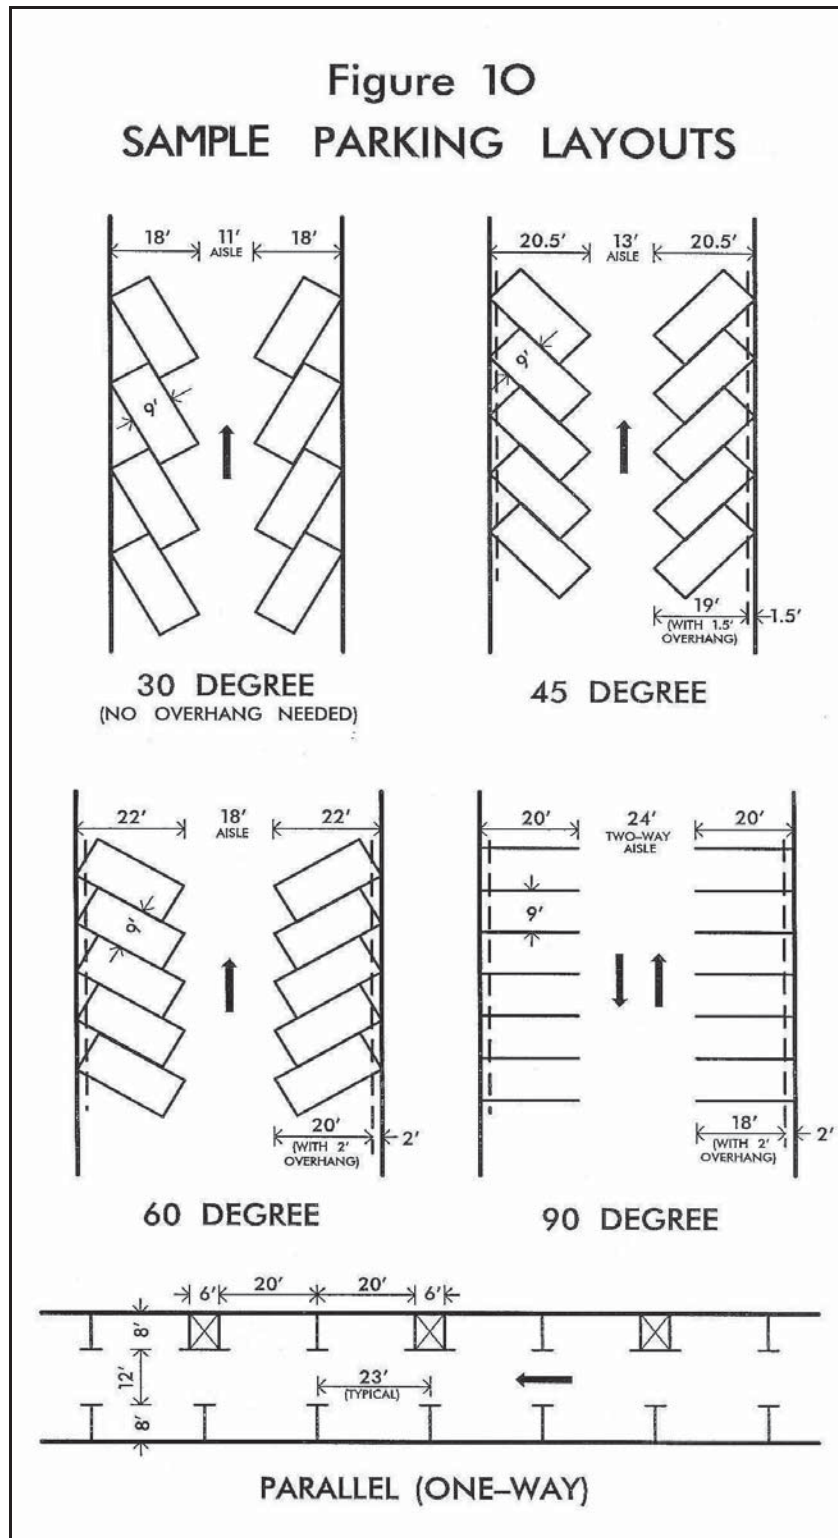 Figure 10
SAMPLE PARKING LAYOUTS
18' 11' 18'
AISLE
9'
30 DEGREE
(NO OVERHANG NEEDED)
20.5' 13' 20.5'
AISLE
9'
19'
(WITH 1.5'
OVERHANG)
1.5'
45 DEGREE
22' 18' 22'
AISLE
9'
20'
(WITH 2'
OVERHANG)
2'
60 DEGREE
20' 24' 20'
TWO-WAY
AISLE
9'
18'
(WITH 2'
OVERHANG)
2'
90 DEGREE
6' 20' 20' 6'
8'
12'
8'
23'
(TYPICAL)
PARALLEL (ONE-WAY)